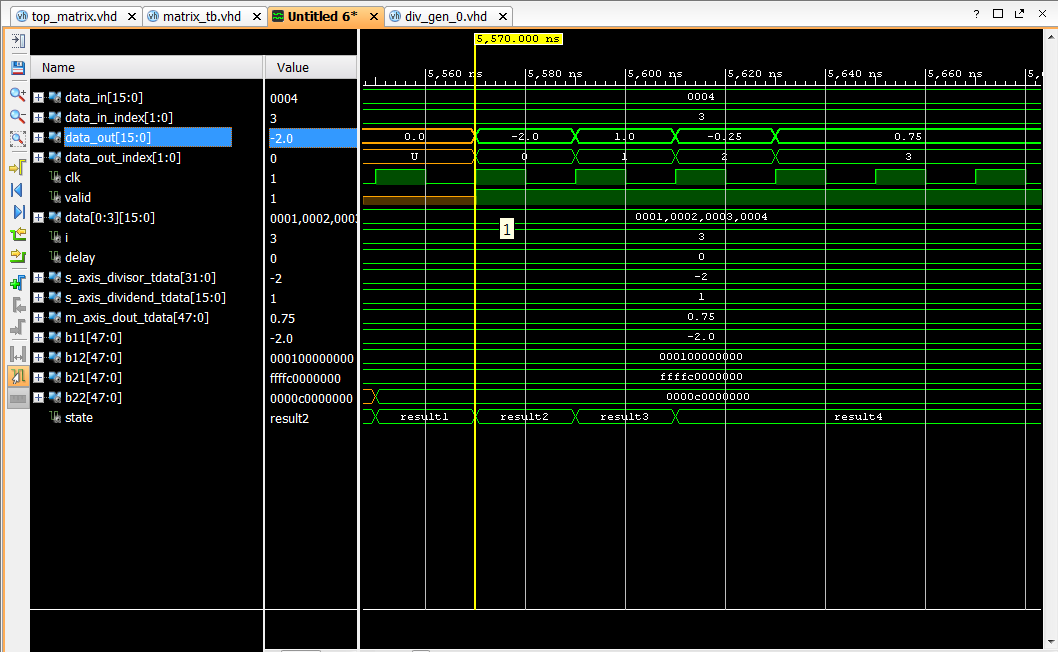 top_matrix.vhd × matrix_tb.vhd × Untitled 6* × div_gen_0.vhd ×
5,570.000 ns
Name Value
5,560 ns 5,580 ns 5,600 ns 5,620 ns 5,640 ns 5,660 ns
data_in[15:0] 0004 0004
data_in_index[1:0] 3 3
data_out[15:0] -2.0 0.0 -2.0 1.0 -0.25 0.75
data_out_index[1:0] 0 U 0 1 2 3
clk 1
valid 1
data[0:3][15:0] 0001,0002,000 0001,0002,0003,0004
i 3 3
1
delay 0 0
s_axis_divisor_tdata[31:0] -2 -2
s_axis_dividend_tdata[15:0] 1 1
m_axis_dout_tdata[47:0] 0.75 0.75
b11[47:0] -2.0 -2.0
b12[47:0] 000100000000 000100000000
b21[47:0] ffffc0000000 ffffc0000000
b22[47:0] 0000c0000000 0000c0000000
state result2 result1 result2 result3 result4